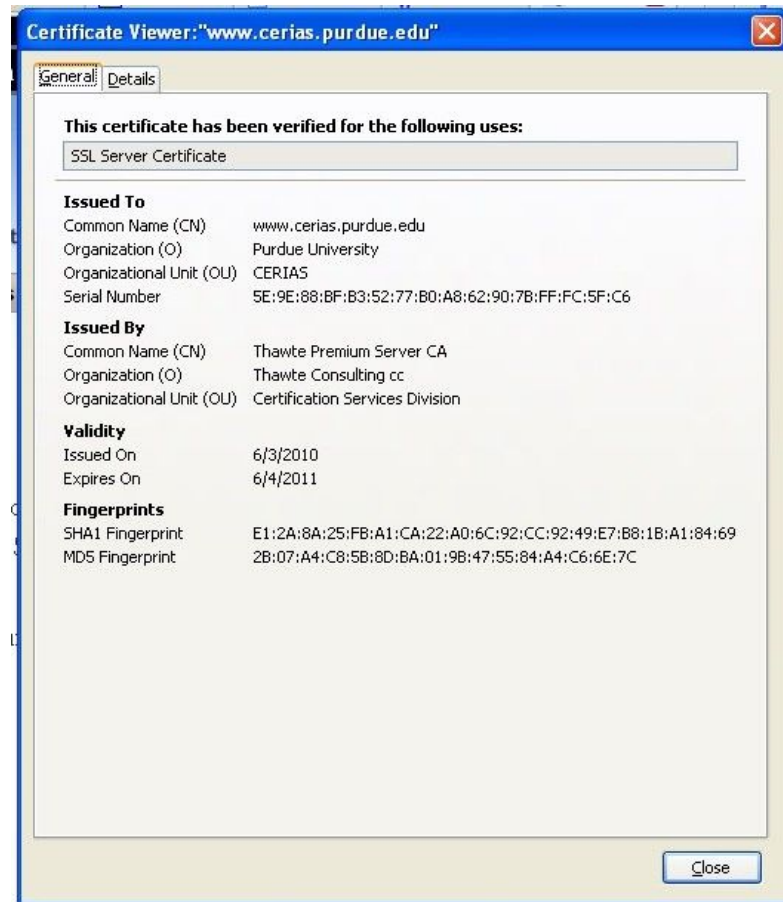 Certificate Viewer:"www.cerias.purdue.edu"
General Details
This certificate has been verified for the following uses:
SSL Server Certificate
Issued To
Common Name (CN) www.cerias.purdue.edu
Organization (O) Purdue University
Organizational Unit (OU) CERIAS
Serial Number 5E:9E:88:BF:B3:52:77:B0:A8:62:90:7B:FF:FC:5F:C6
Issued By
Common Name (CN) Thawte Premium Server CA
Organization (O) Thawte Consulting cc
Organizational Unit (OU) Certification Services Division
Validity
Issued On 6/3/2010
Expires On 6/4/2011
Fingerprints
SHA1 Fingerprint E1:2A:8A:25:FB:A1:CA:22:A0:6C:92:CC:92:49:E7:B8:1B:A1:84:69
MD5 Fingerprint 2B:07:A4:C8:5B:8D:BA:01:9B:47:55:84:A4:C6:6E:7C
Close